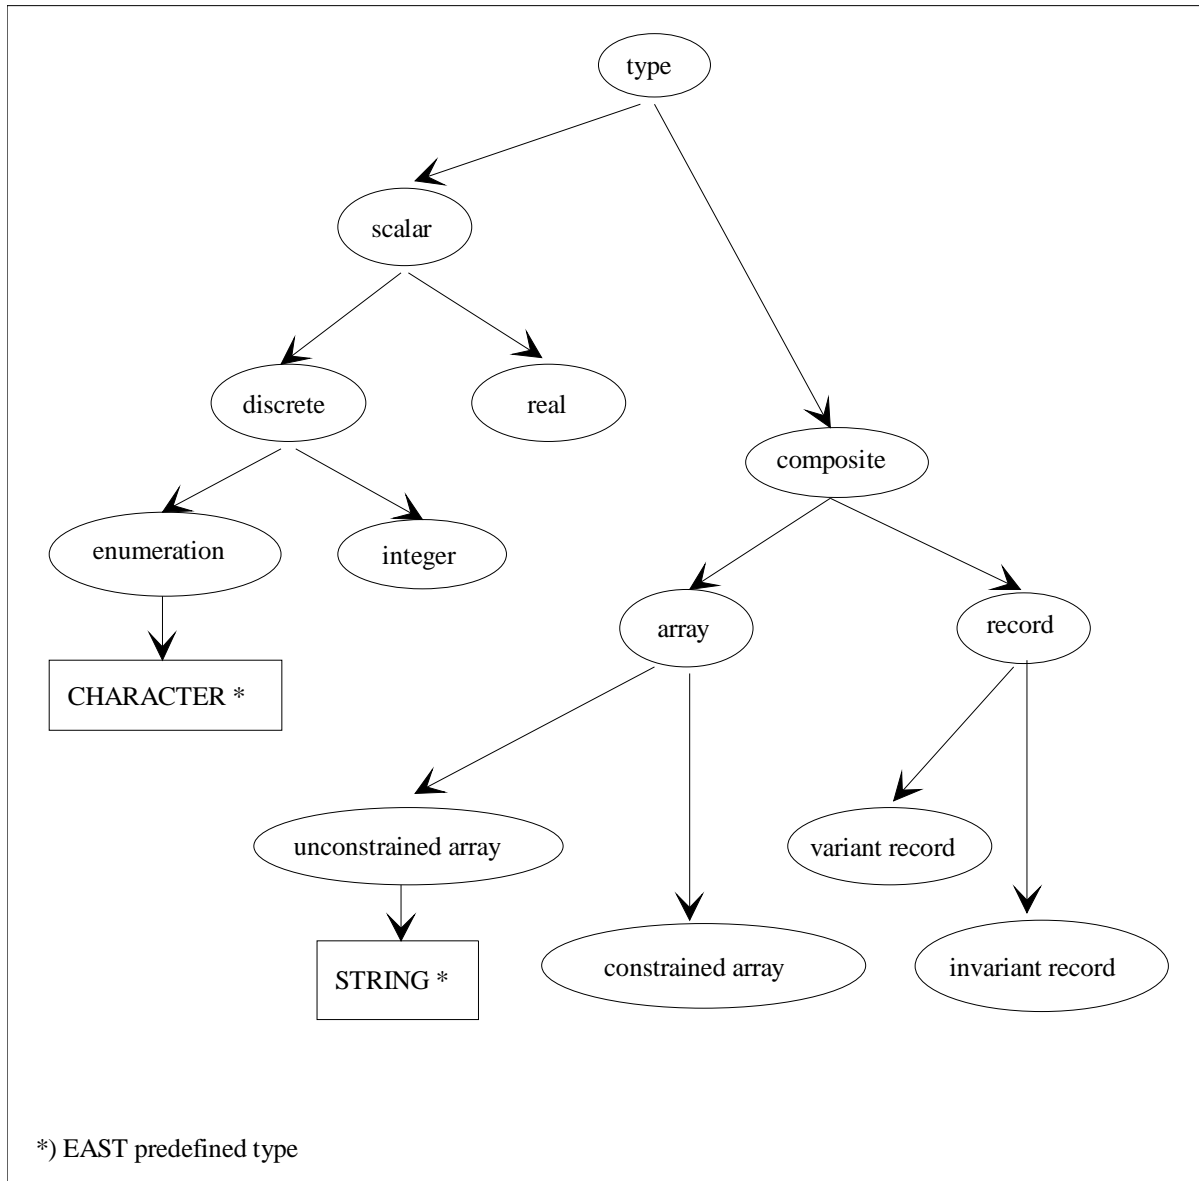 type
scalar
discrete
real
composite
enumeration
integer
array
record
CHARACTER *
unconstrained array
variant record
STRING *
constrained array
invariant record
*) EAST predefined type